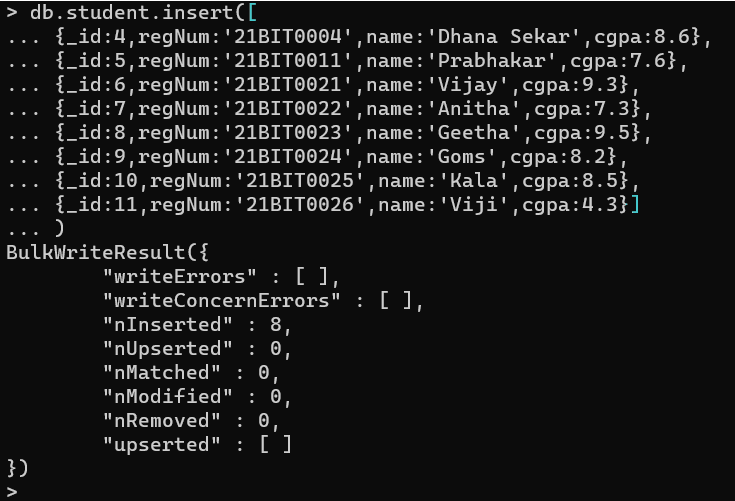 > db.student.insert([
... {_id:4,regNum:'21BIT0004',name:'Dhana Sekar',cgpa:8.6},
... {_id:5,regNum:'21BIT0011',name:'Prabhakar',cgpa:7.6},
... {_id:6,regNum:'21BIT0021',name:'Vijay',cgpa:9.3},
... {_id:7,regNum:'21BIT0022',name:'Anitha',cgpa:7.3},
... {_id:8,regNum:'21BIT0023',name:'Geetha',cgpa:9.5},
... {_id:9,regNum:'21BIT0024',name:'Goms',cgpa:8.2},
... {_id:10,regNum:'21BIT0025',name:'Kala',cgpa:8.5},
... {_id:11,regNum:'21BIT0026',name:'Viji',cgpa:4.3}]
... )
BulkWriteResult({
        "writeErrors" : [ ],
        "writeConcernErrors" : [ ],
        "nInserted" : 8,
        "nUpserted" : 0,
        "nMatched" : 0,
        "nModified" : 0,
        "nRemoved" : 0,
        "upserted" : [ ]
})
>